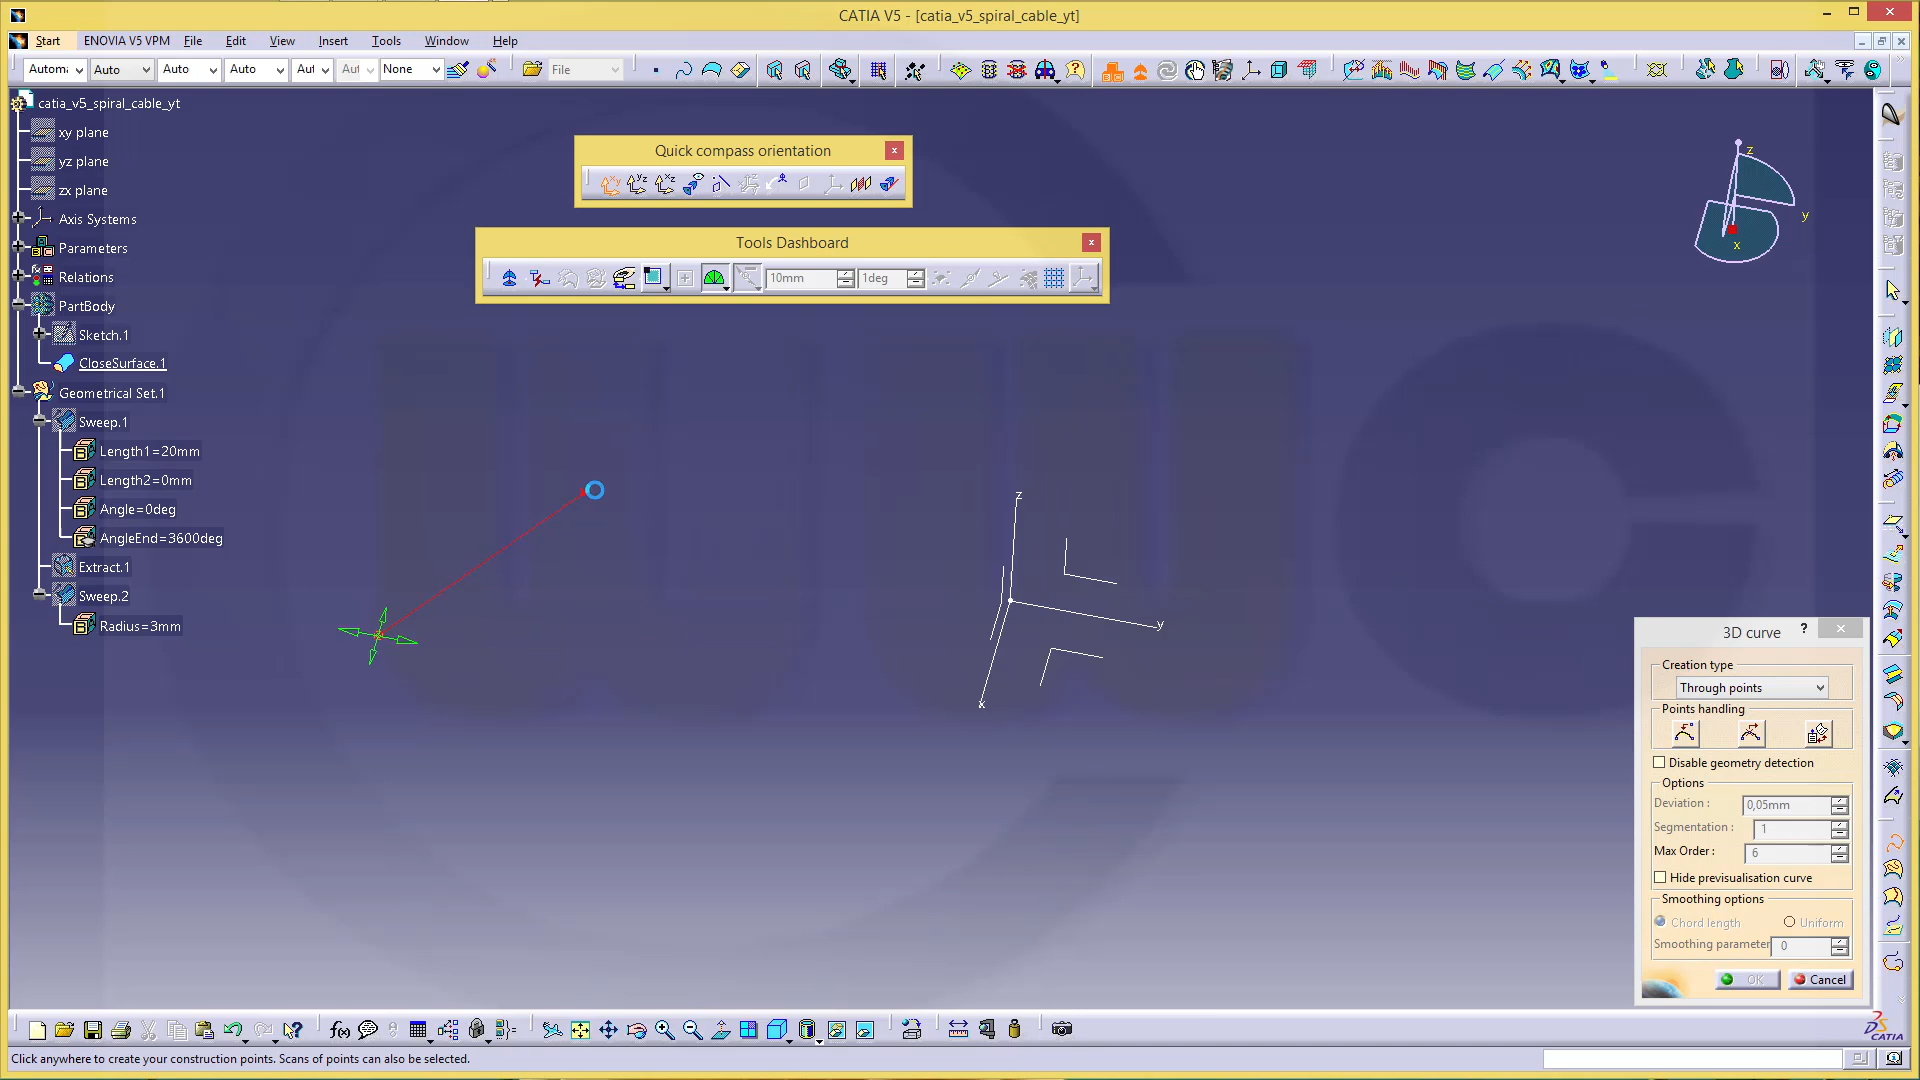 CATIA V5 - [catia_v5_spiral_cable_yt]
Start ENOVIA V5 VPM File Edit View Insert Tools Window Help
Automa Auto Auto Auto Aut Aut None File
catia_v5_spiral_cable_yt
xy plane
yz plane
zx plane
Axis Systems
Parameters
Relations
PartBody
Sketch.1
CloseSurface.1
Geometrical Set.1
Sweep.1
Length1=20mm
Length2=0mm
Angle=0deg
AngleEnd=3600deg
Extract.1
Sweep.2
Radius=3mm
Quick compass orientation
Tools Dashboard
10mm 1deg
z
y
x
z
y
x
3D curve ?
Creation type
Through points
Points handling
Disable geometry detection
Options
Deviation : 0,05mm
Segmentation : 1
Max Order : 6
Hide previsualisation curve
Smoothing options
Chord length Uniform
Smoothing parameter 0
OK Cancel
CATIA
Click anywhere to create your construction points. Scans of points can also be selected.